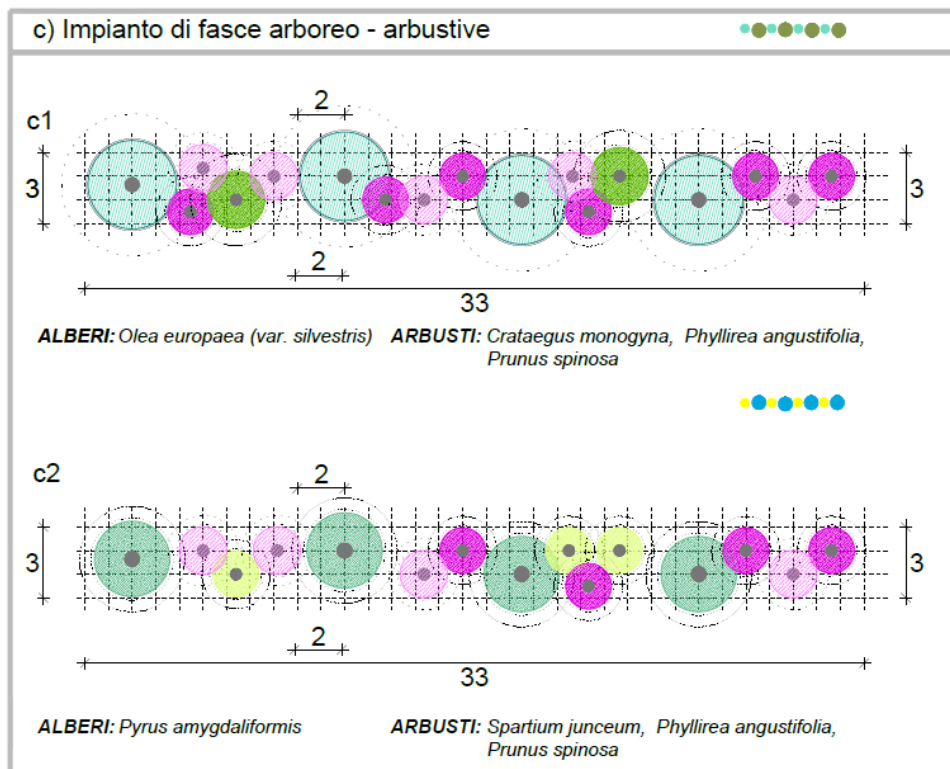 c) Impianto di fasce arboreo - arbustive
c1
2
3
3
2
33
ALBERI: Olea europaea (var. silvestris) ARBUSTI: Crataegus monogyna, Phyllirea angustifolia,
Prunus spinosa
c2
2
3
3
2
33
ALBERI: Pyrus amygdaliformis ARBUSTI: Spartium junceum, Phyllirea angustifolia,
Prunus spinosa